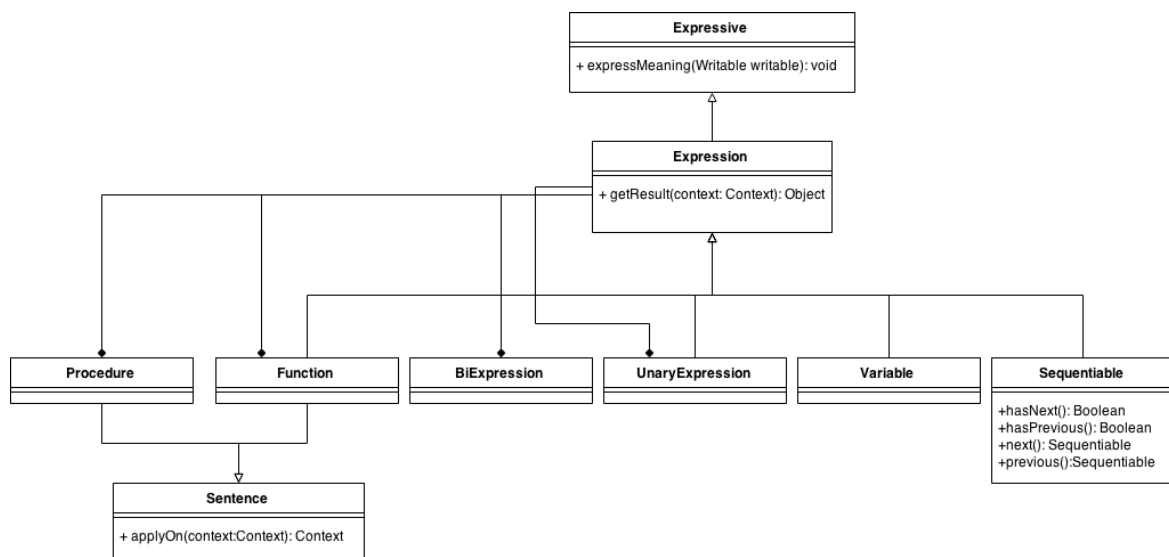 Expressive
+ expressMeaning(Writable writable): void
Expression
+ getResult(context: Context): Object
Procedure
Function
BiExpression
UnaryExpression
Variable
Sequentiable
+hasNext(): Boolean
+hasPrevious(): Boolean
+next(): Sequentiable
+previous():Sequentiable
Sentence
+ applyOn(context:Context): Context